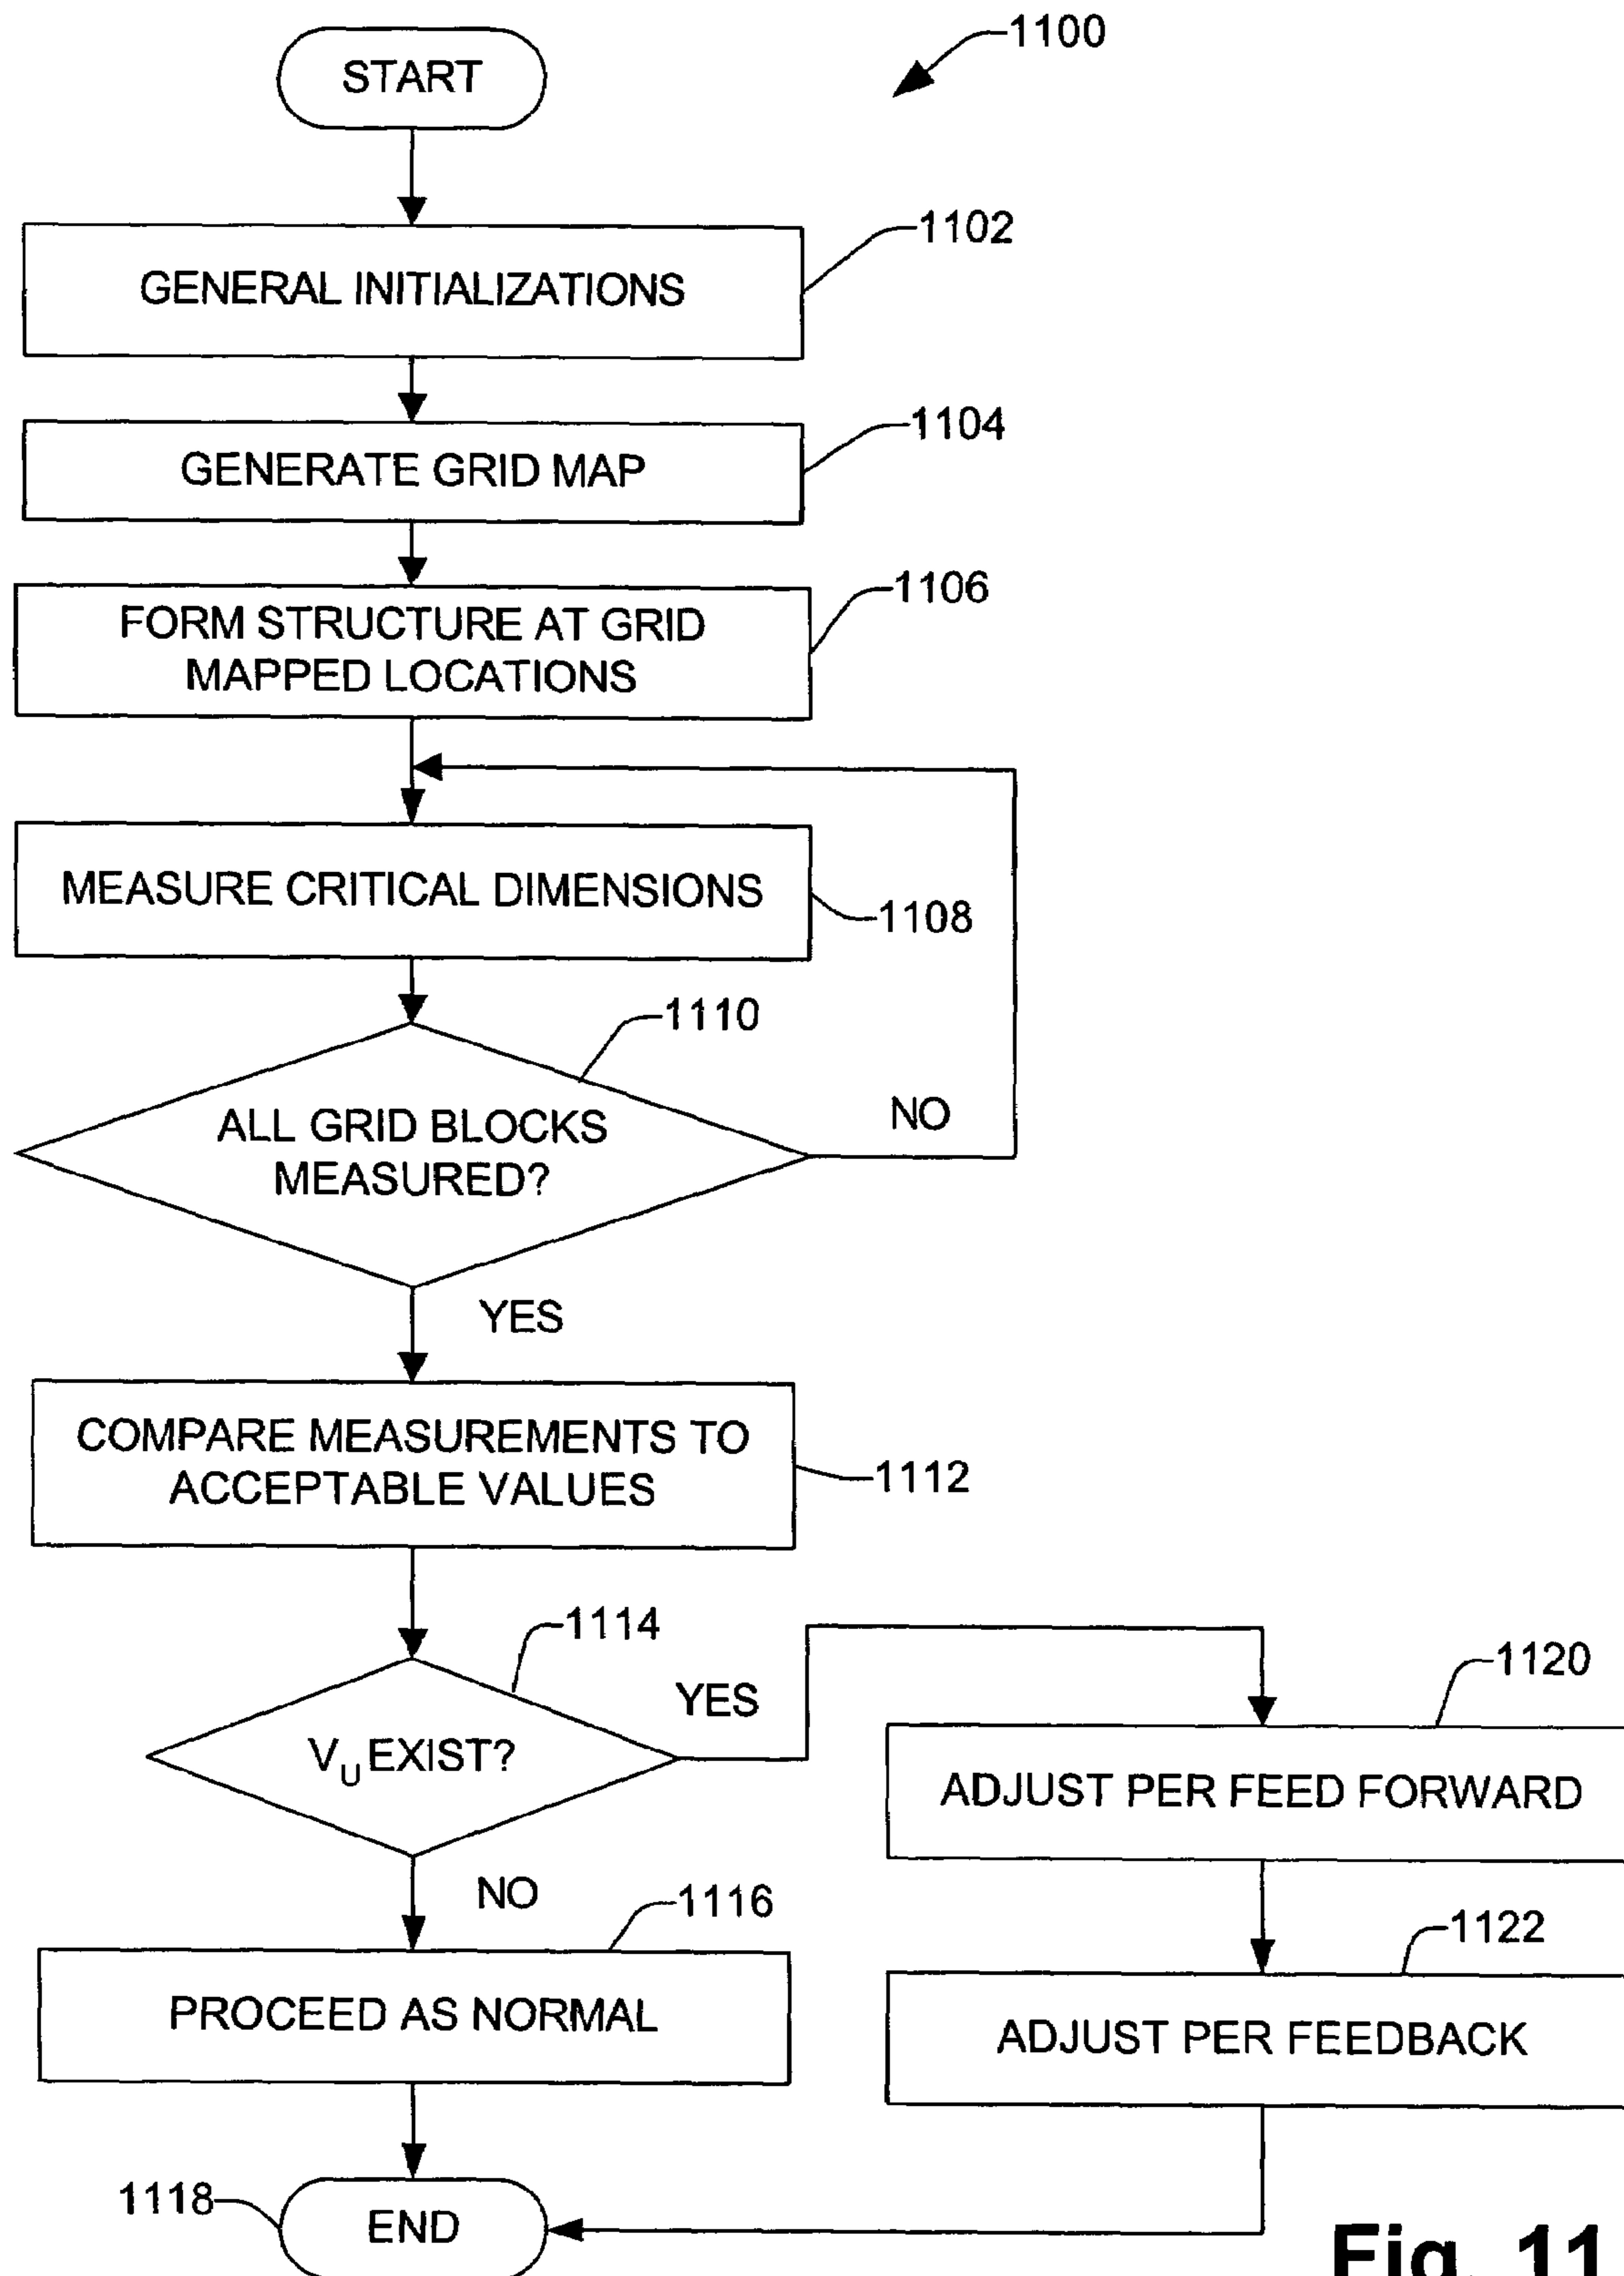 START
1100
1102
GENERAL INITIALIZATIONS
1104
GENERATE GRID MAP
1106
FORM STRUCTURE AT GRID
MAPPED LOCATIONS
MEASURE CRITICAL DIMENSIONS
1108
1110
ALL GRID BLOCKS
MEASURED?
NO
YES
COMPARE MEASUREMENTS TO
ACCEPTABLE VALUES
1112
1114
VU EXIST?
YES
1120
ADJUST PER FEED FORWARD
NO
1116
PROCEED AS NORMAL
1122
ADJUST PER FEEDBACK
1118
END
Fig. 11